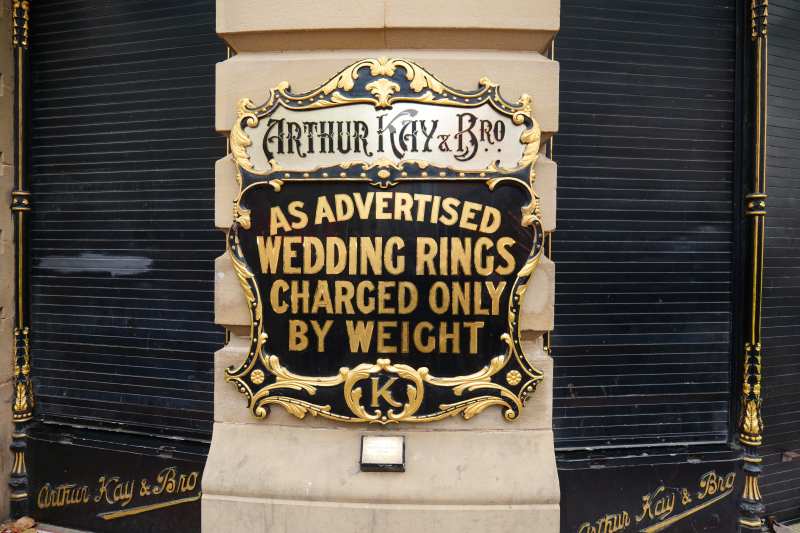 ARTHUR KAY & BRO.
AS ADVERTISED
WEDDING RINGS
CHARGED ONLY
BY WEIGHT
K
Arthur Kay & Bro
Arthur Kay & Bro